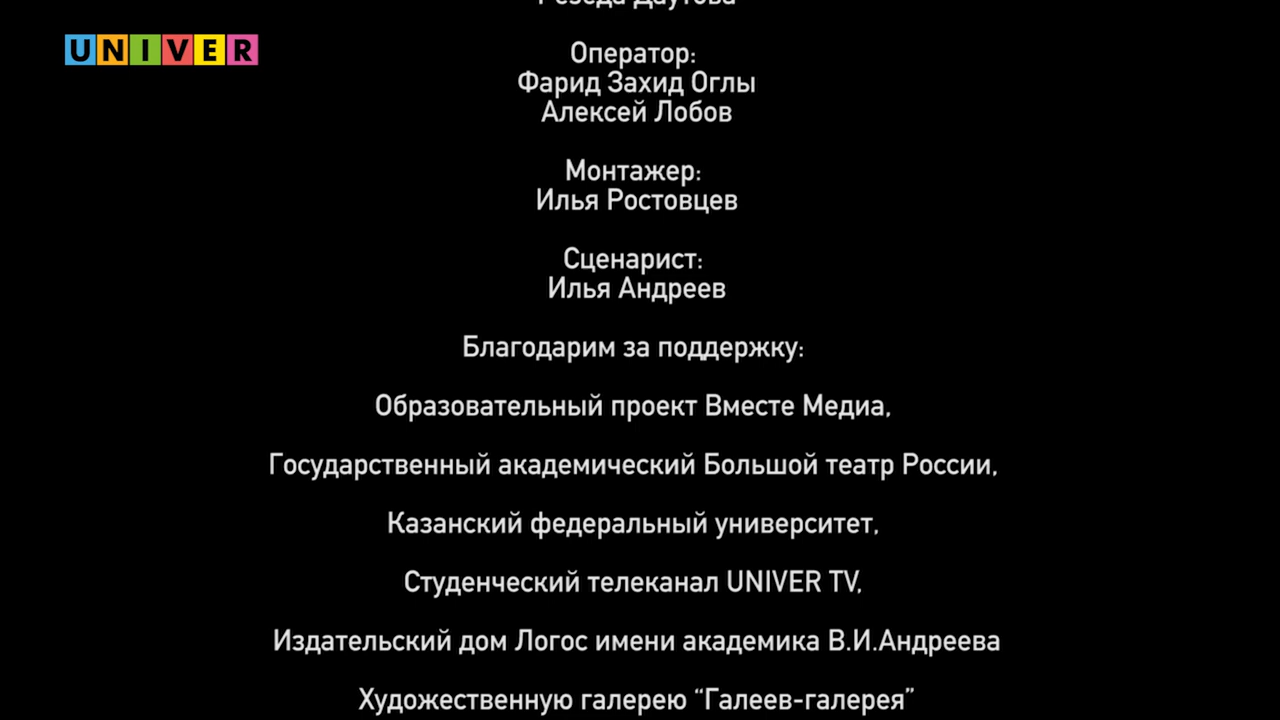 Резеда Даутова
UNIVER
Оператор:
Фарид Захид Оглы
Алексей Лобов
Монтажер:
Илья Ростовцев
Сценарист:
Илья Андреев
Благодарим за поддержку:
Образовательный проект Вместе Медиа,
Государственный академический Большой театр России,
Казанский федеральный университет,
Студенческий телеканал UNIVER TV,
Издательский дом Логос имени академика В.И.Андреева
Художественную галерею “Галеев-галерея”